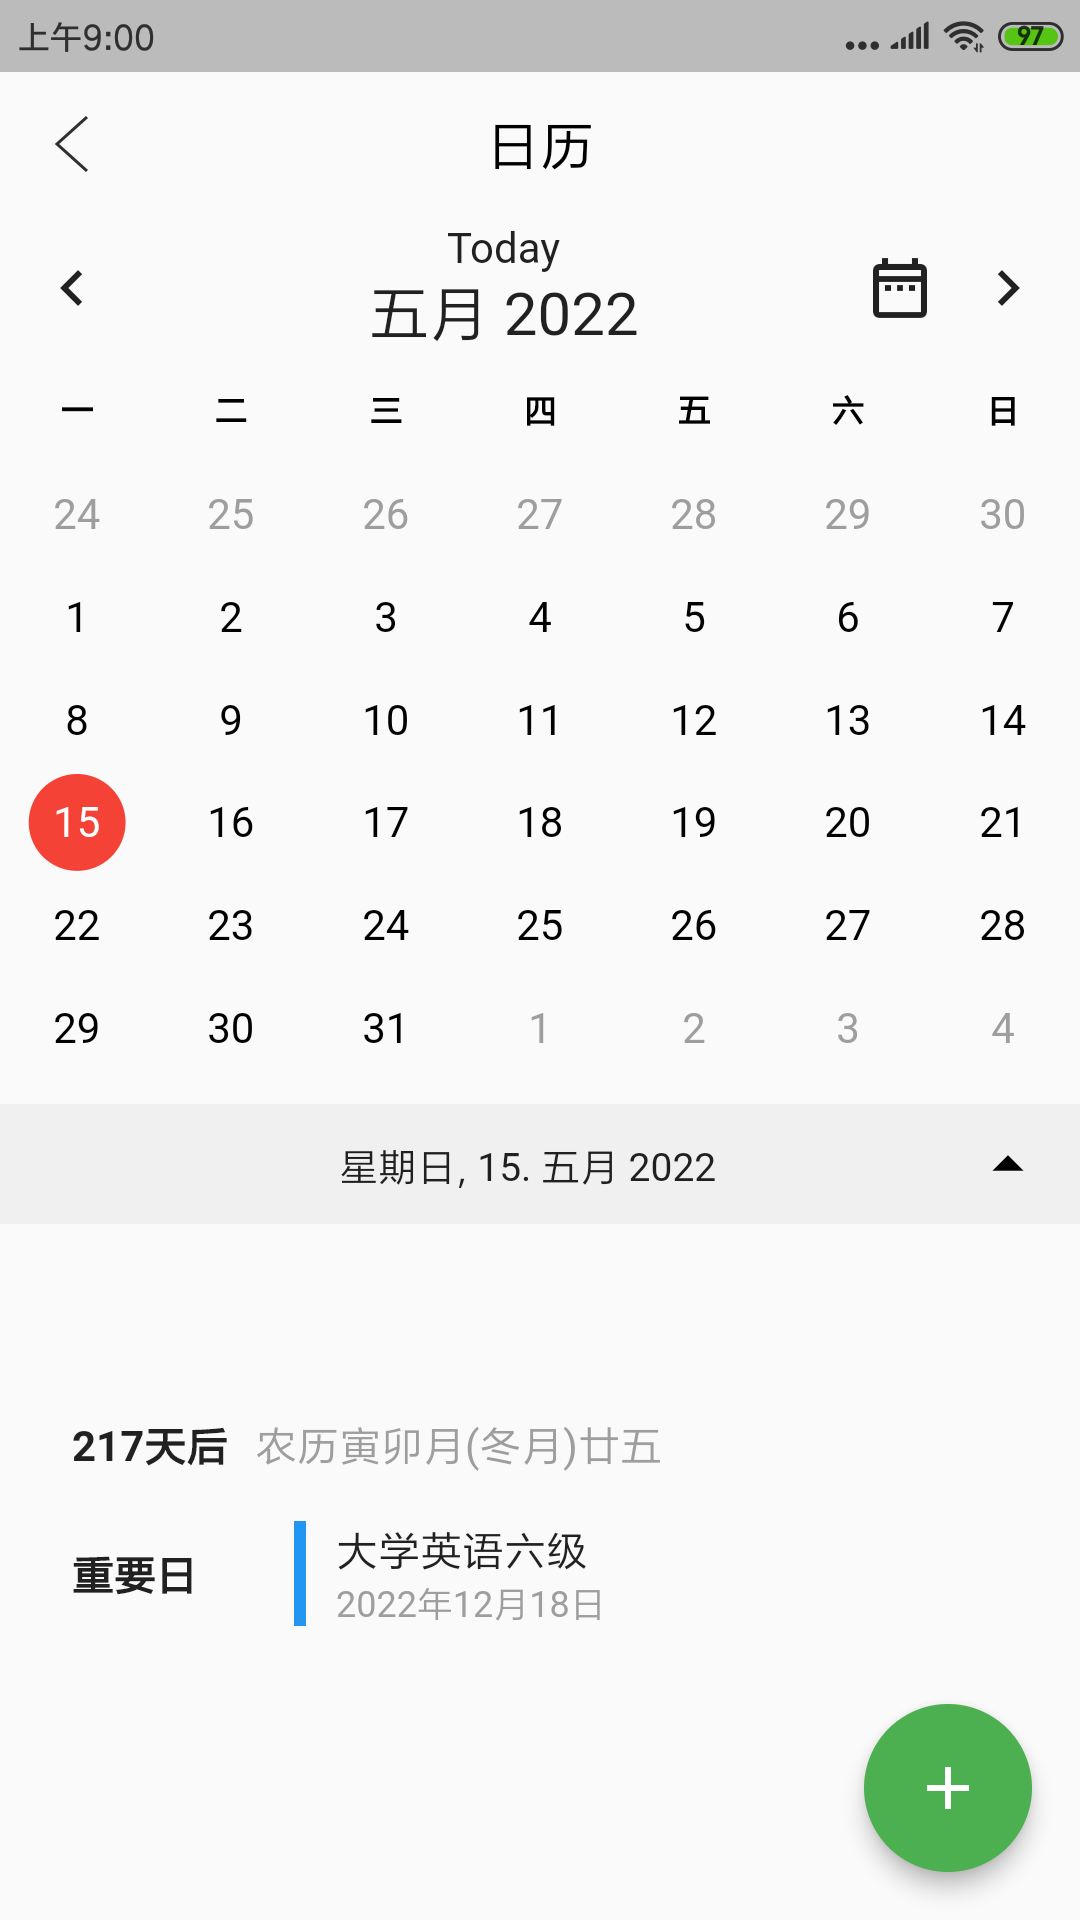 上午9:00
97
日历
Today
五月 2022
一 二 三 四 五 六 日
24 25 26 27 28 29 30
1 2 3 4 5 6 7
8 9 10 11 12 13 14
15 16 17 18 19 20 21
22 23 24 25 26 27 28
29 30 31 1 2 3 4
星期日, 15. 五月 2022
217天后 农历寅卯月(冬月)廿五
重要日
大学英语六级
2022年12月18日